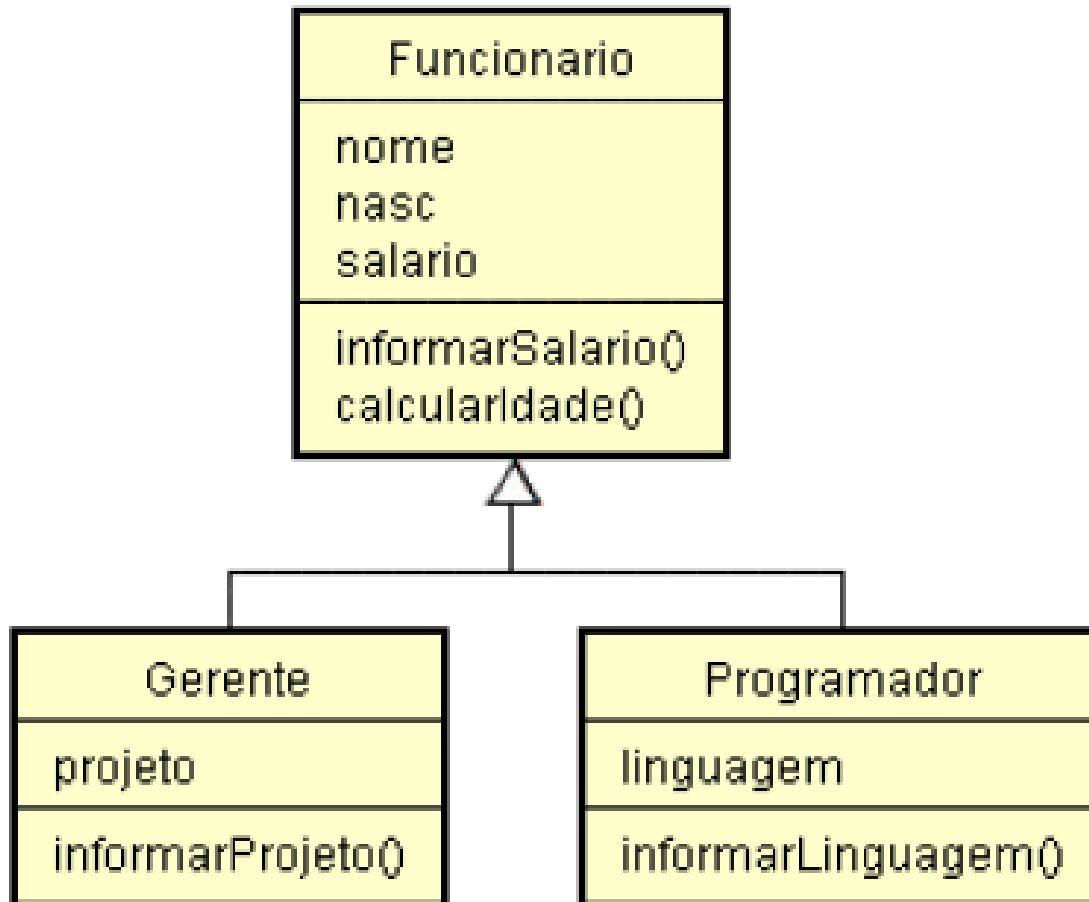 Funcionario
nome
nasc
salario
informarSalario()
calcularIdade()
Gerente
projeto
informarProjeto()
Programador
linguagem
informarLinguagem()